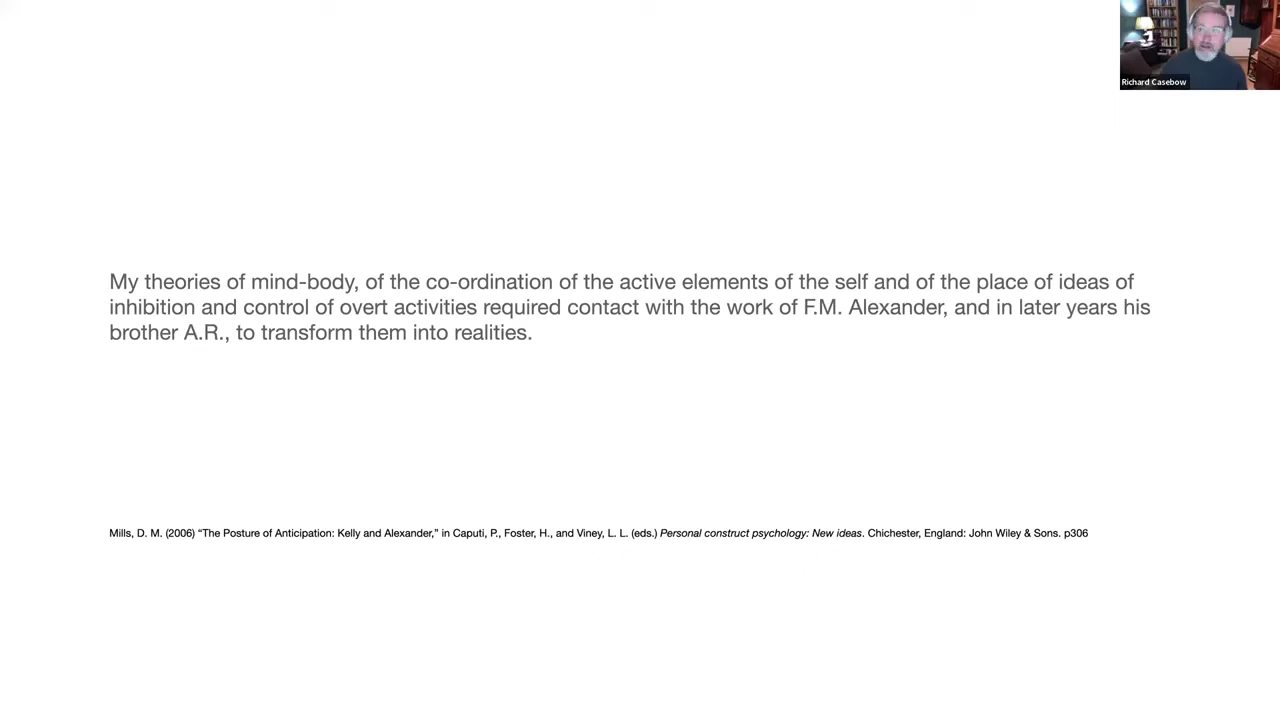 Richard Casebow
My theories of mind-body, of the co-ordination of the active elements of the self and of the place of ideas of
inhibition and control of overt activities required contact with the work of F.M. Alexander, and in later years his
brother A.R., to transform them into realities.
Mills, D. M. (2006) “The Posture of Anticipation: Kelly and Alexander,” in Caputi, P., Foster, H., and Viney, L. L. (eds.) Personal construct psychology: New ideas. Chichester, England: John Wiley & Sons. p306